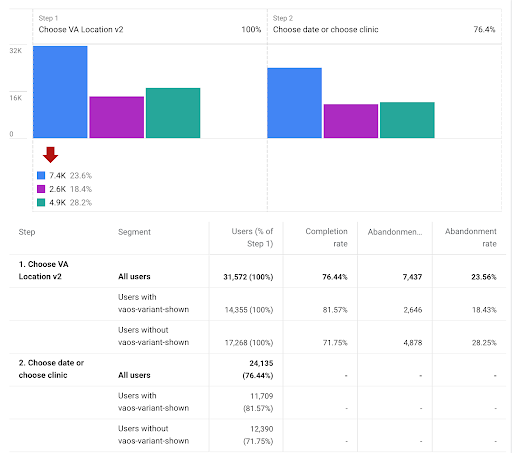 Step 1
Choose VA Location v2 100%
Step 2
Choose date or choose clinic 76.4%
32K
16K
0
7.4K 23.6%
2.6K 18.4%
4.9K 28.2%
Step Segment Users (% of Step 1) Completion rate Abandonmen... Abandonment rate
1. Choose VA Location v2 All users 31,572 (100%) 76.44% 7,437 23.56%
Users with vaos-variant-shown 14,355 (100%) 81.57% 2,646 18.43%
Users without vaos-variant-shown 17,268 (100%) 71.75% 4,878 28.25%
2. Choose date or choose clinic All users 24,135 (76.44%) - - -
Users with vaos-variant-shown 11,709 (81.57%) - - -
Users without vaos-variant-shown 12,390 (71.75%) - - -